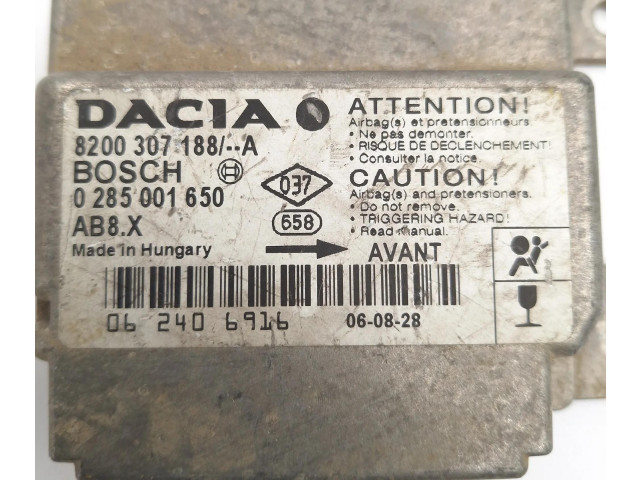 DACIA
8200 307 188/--A
BOSCH
0 285 001 650
AB8.X
Made in Hungary
037
658
ATTENTION!
Airbag(s) et pretensionneurs
• Ne pas demonter.
• RISQUE DE DECLENCHEMENT!
• Consulter la notice.
CAUTION!
Airbag(s) and pretensioners.
• Do not remove.
• TRIGGERING HAZARD!
• Read manual.
AVANT
06 240 6916
06-08-28